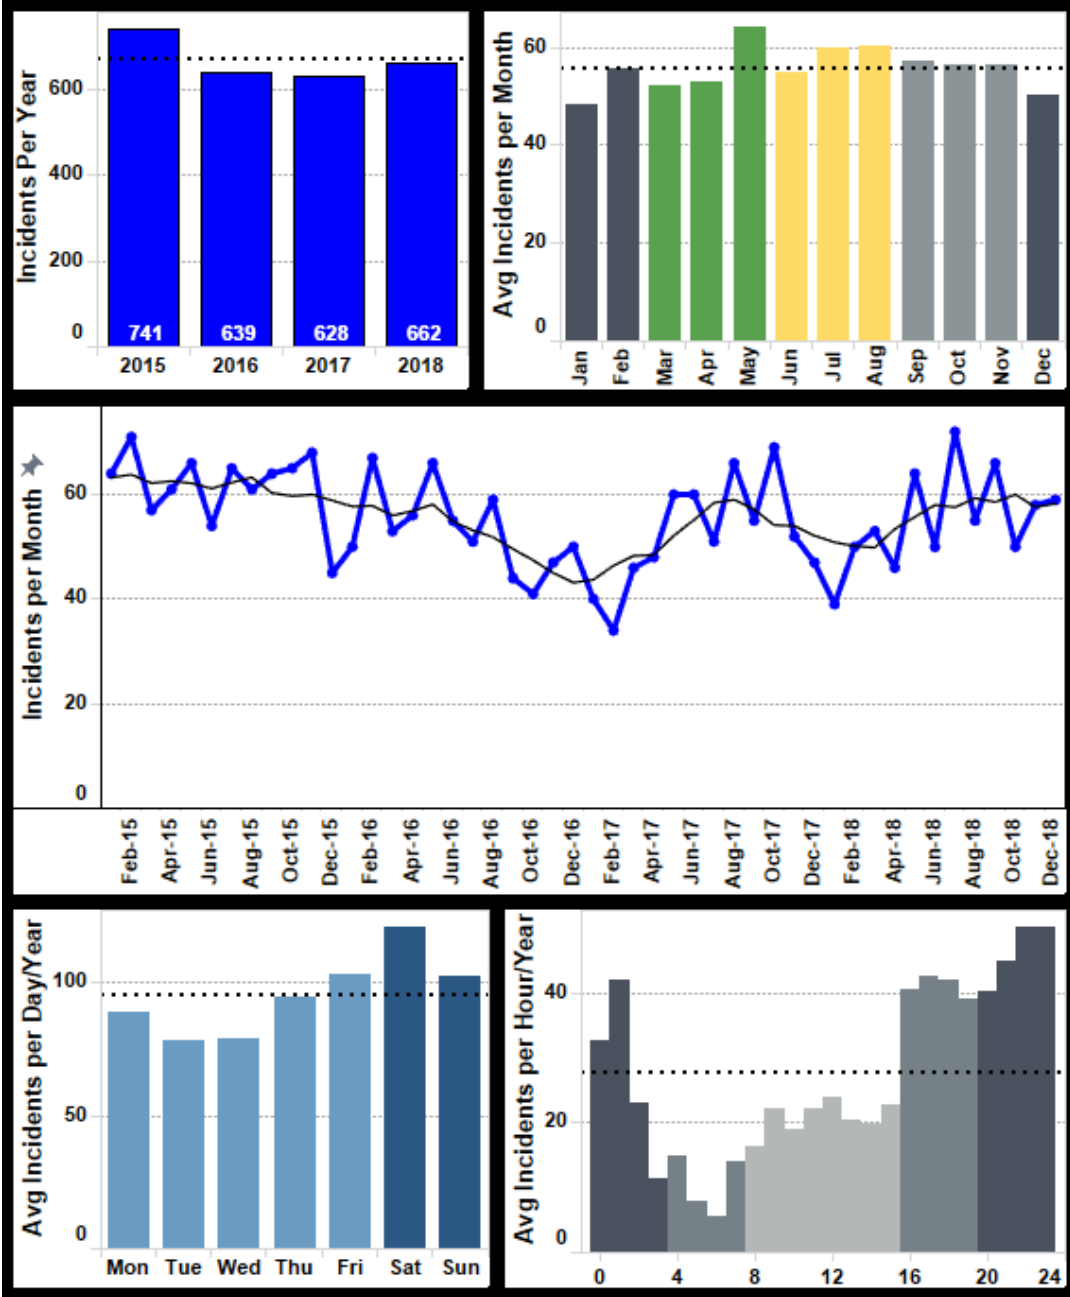 Incidents Per Year
600
400
200
0
741
639
628
662
2015
2016
2017
2018
Avg Incidents per Month
60
40
20
0
Jan
Feb
Mar
Apr
May
Jun
Jul
Aug
Sep
Oct
Nov
Dec
Incidents per Month
60
40
20
0
Feb-15
Apr-15
Jun-15
Aug-15
Oct-15
Dec-15
Feb-16
Apr-16
Jun-16
Aug-16
Oct-16
Dec-16
Feb-17
Apr-17
Jun-17
Aug-17
Oct-17
Dec-17
Feb-18
Apr-18
Jun-18
Aug-18
Oct-18
Dec-18
Avg Incidents per Day/Year
100
50
0
Mon
Tue
Wed
Thu
Fri
Sat
Sun
Avg Incidents per Hour/Year
40
20
0
0
4
8
12
16
20
24